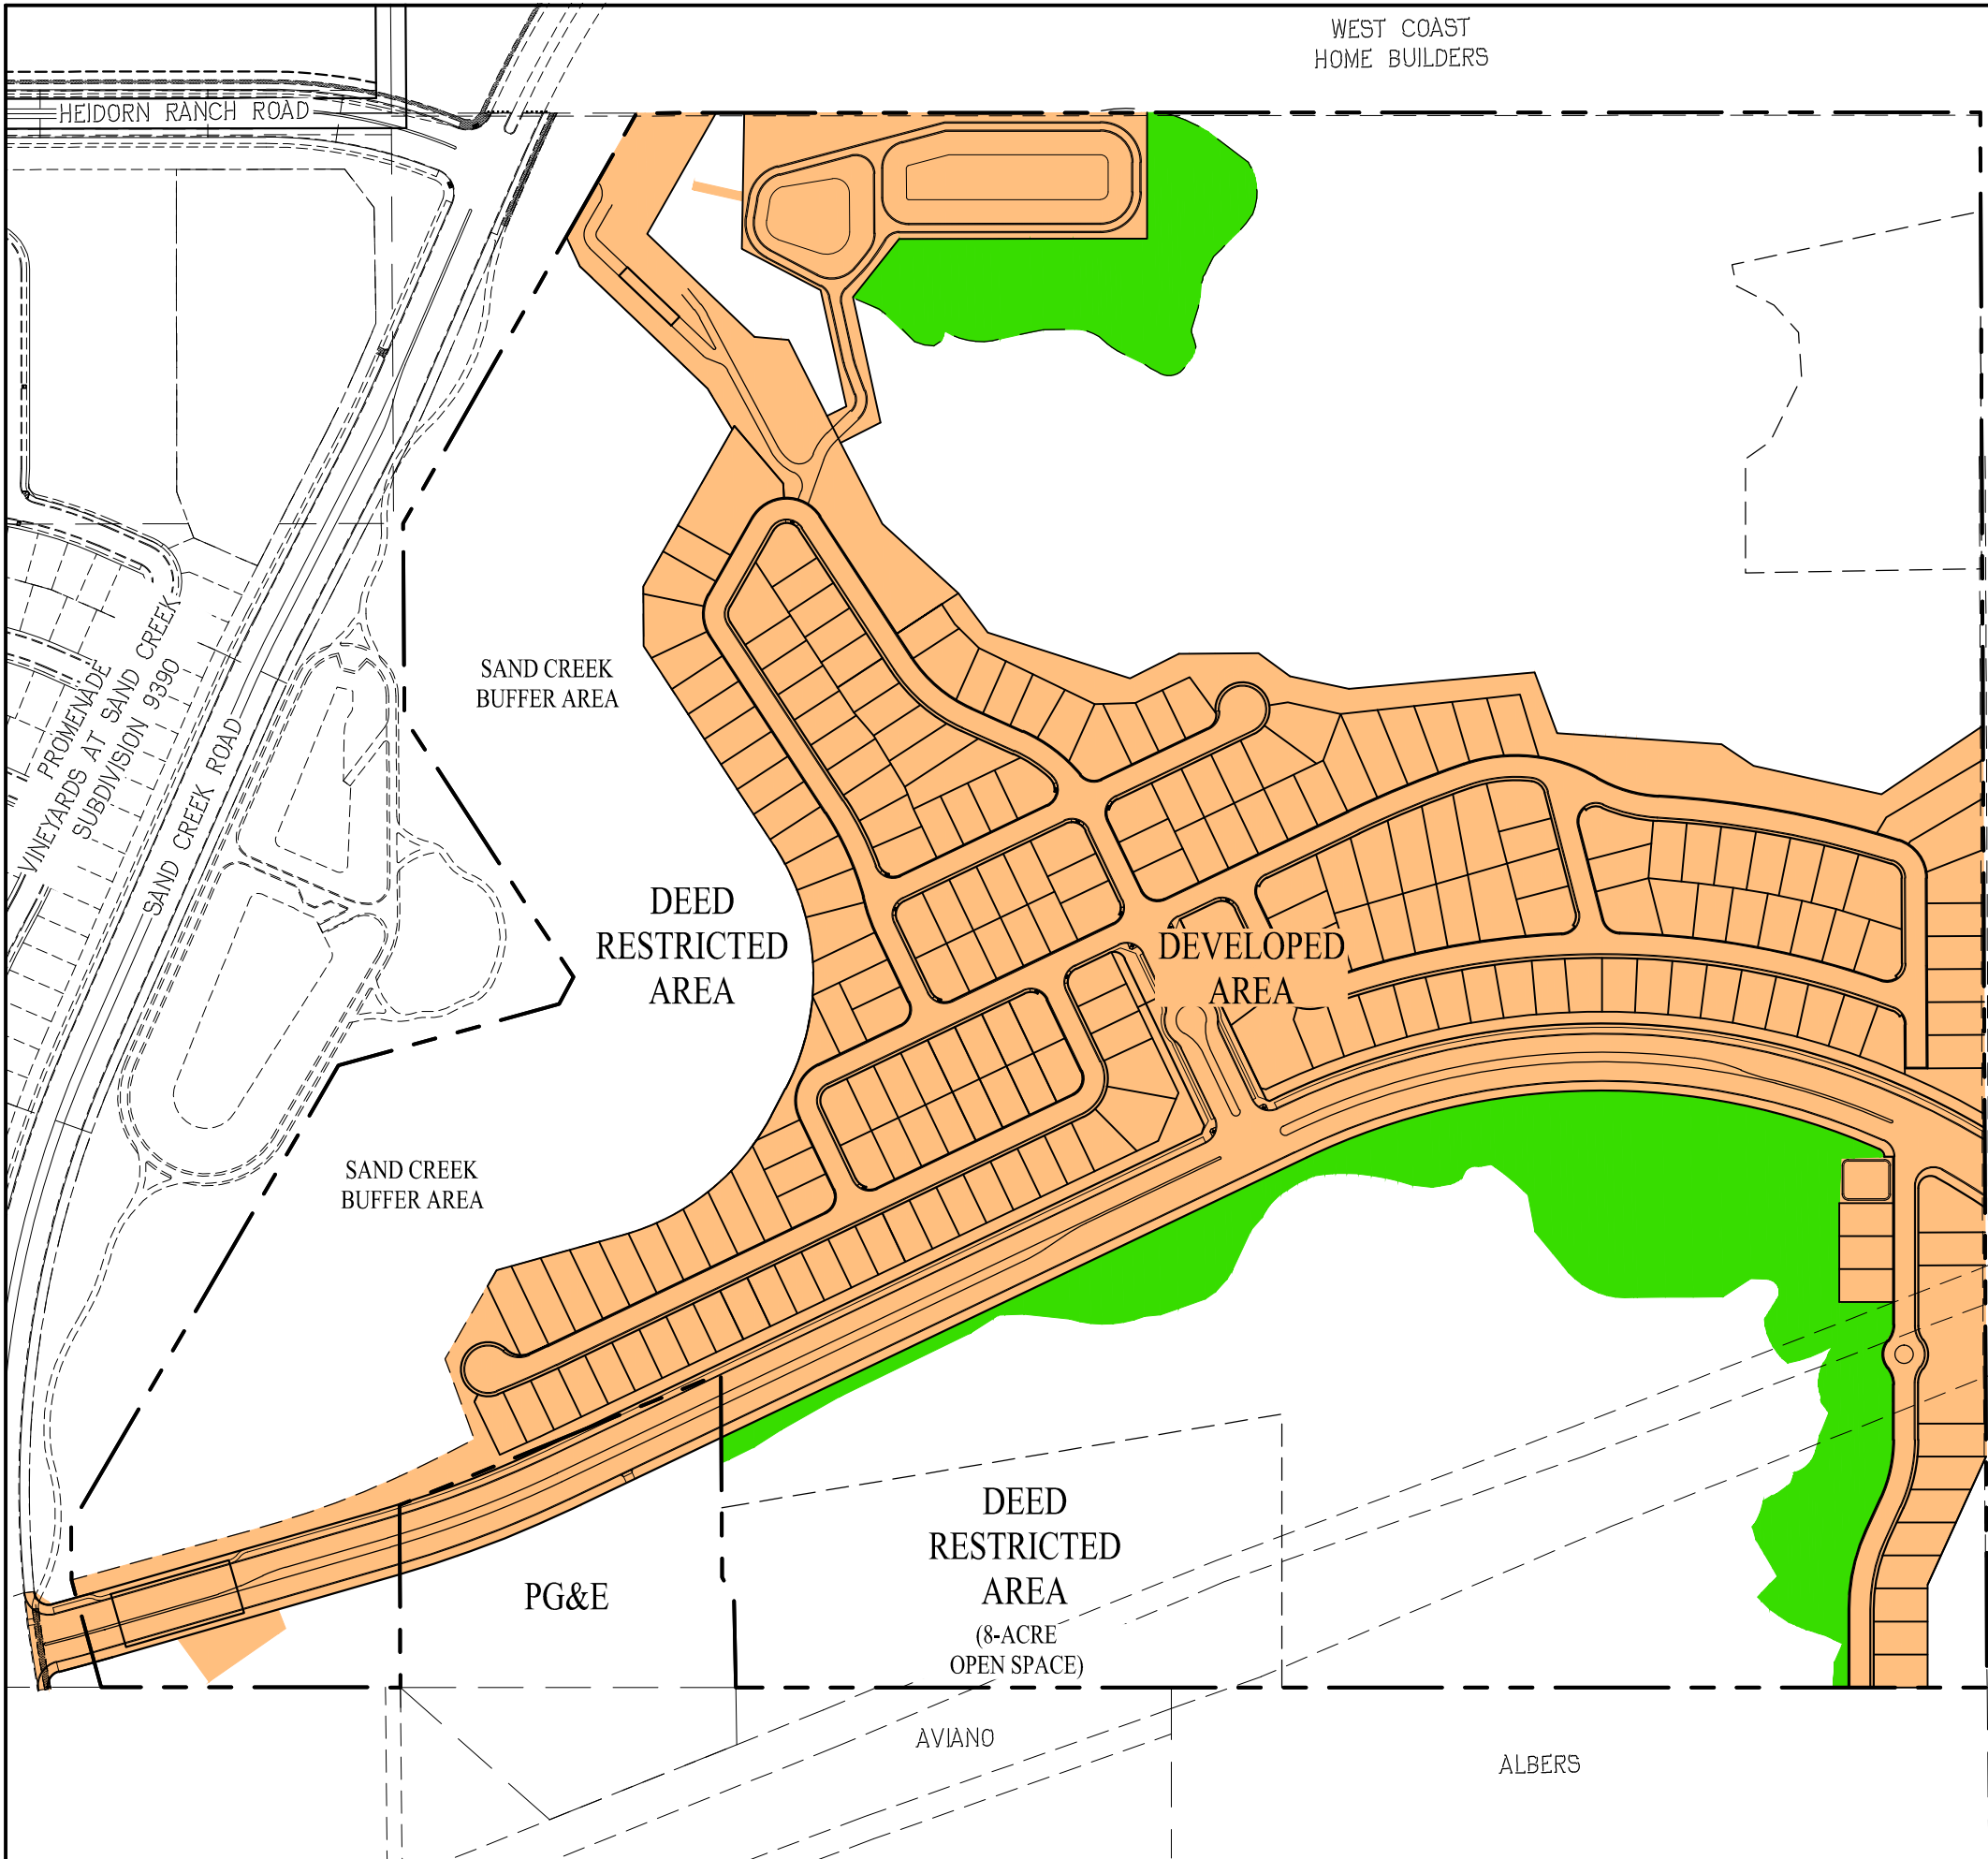 WEST COAST
HOME BUILDERS
HEIDORN RANCH ROAD
SAND CREEK
BUFFER AREA
PROMENADE
VINEYARDS AT SAND CREEK
SUBDIVISION 9390
SAND CREEK ROAD
DEED
RESTRICTED
AREA
DEVELOPED
AREA
SAND CREEK
BUFFER AREA
DEED
RESTRICTED
AREA
(8-ACRE
OPEN SPACE)
PG&E
AVIANO
ALBERS